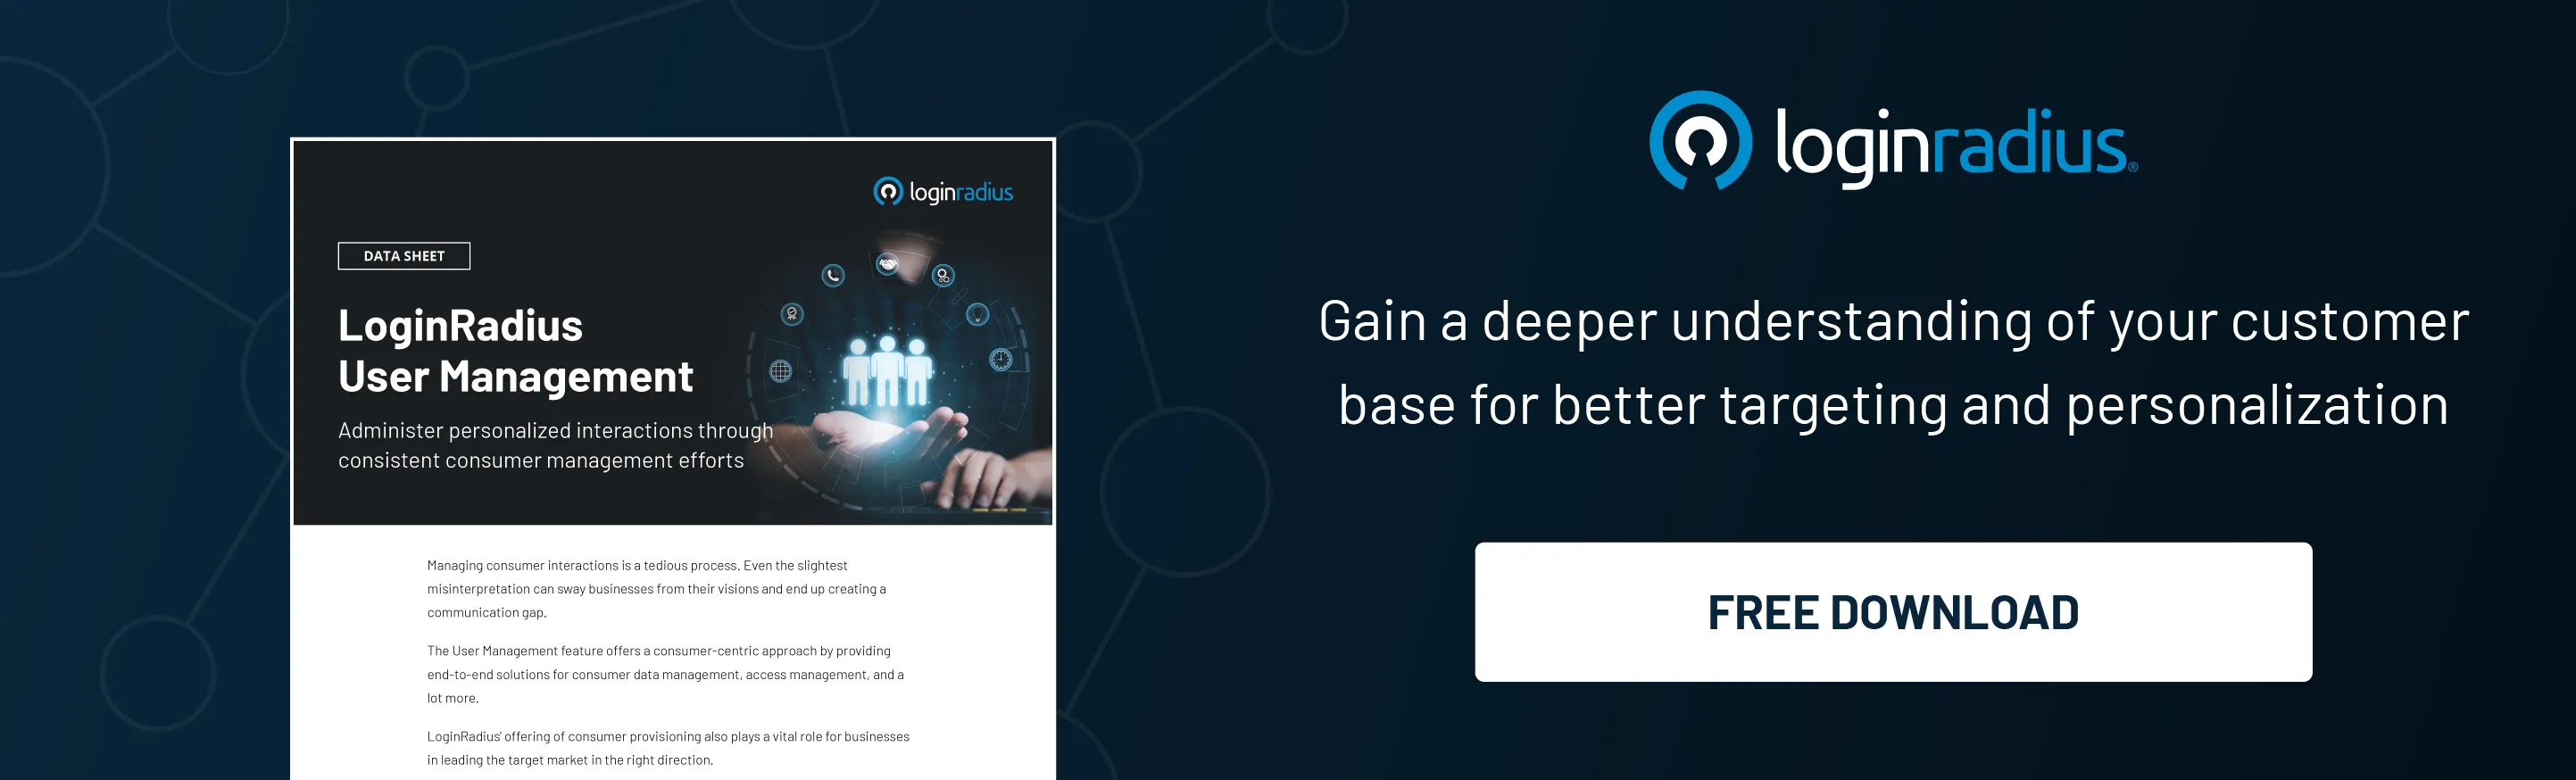 loginradius
DATA SHEET
LoginRadius
User Management
Administer personalized interactions through
consistent consumer management efforts
Managing consumer interactions is a tedious process. Even the slightest
misinterpretation can sway businesses from their visions and end up creating a
communication gap.
The User Management feature offers a consumer-centric approach by providing
end-to-end solutions for consumer data management, access management, and a
lot more.
LoginRadius' offering of consumer provisioning also plays a vital role for businesses
in leading the target market in the right direction.
loginradius®
Gain a deeper understanding of your customer
base for better targeting and personalization
FREE DOWNLOAD